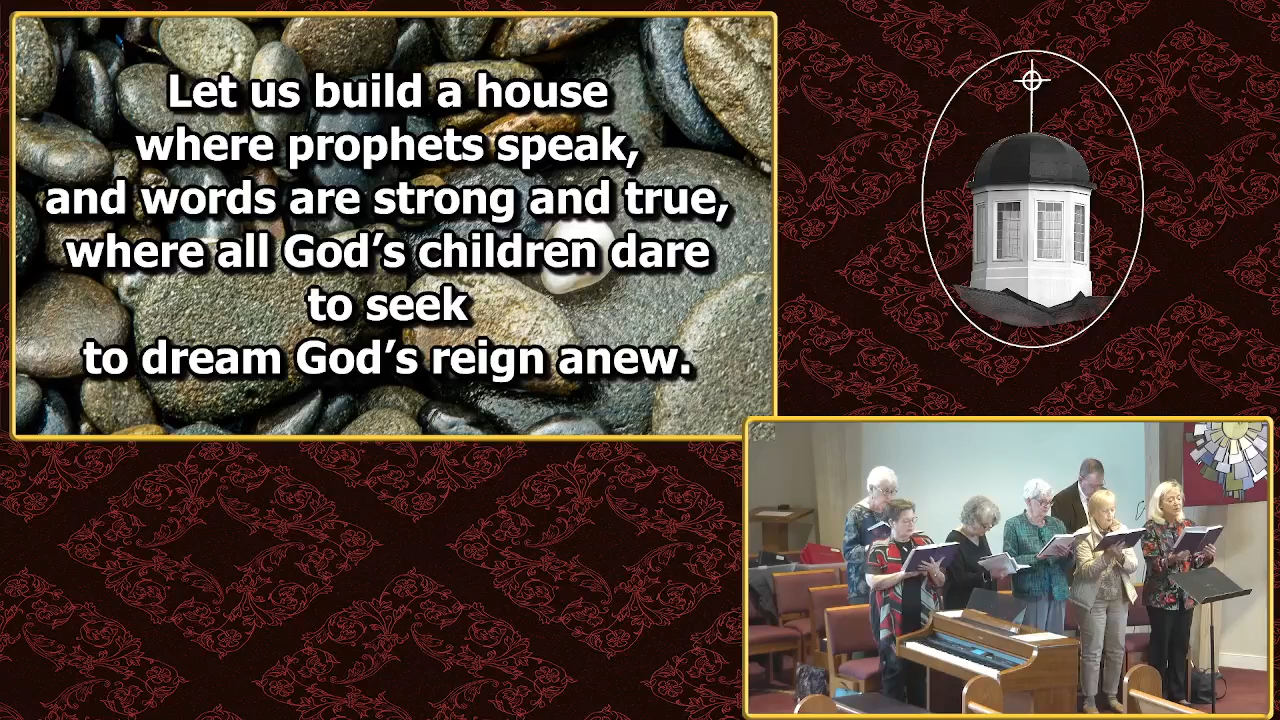 Let us build a house
where prophets speak,
and words are strong and true,
where all God’s children dare
to seek
to dream God’s reign anew.